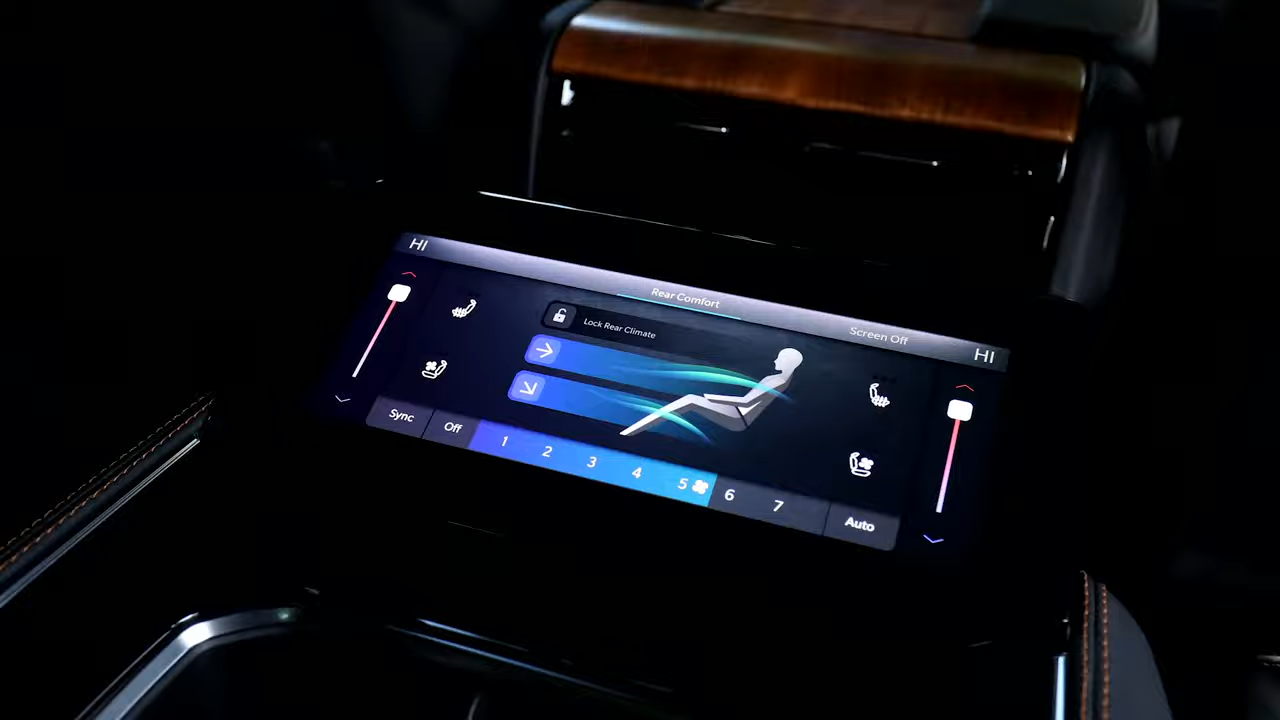 HI
Rear Comfort
Screen Off
HI
Lock Rear Climate
Sync
Off
1 2 3 4 5 6 7
Auto